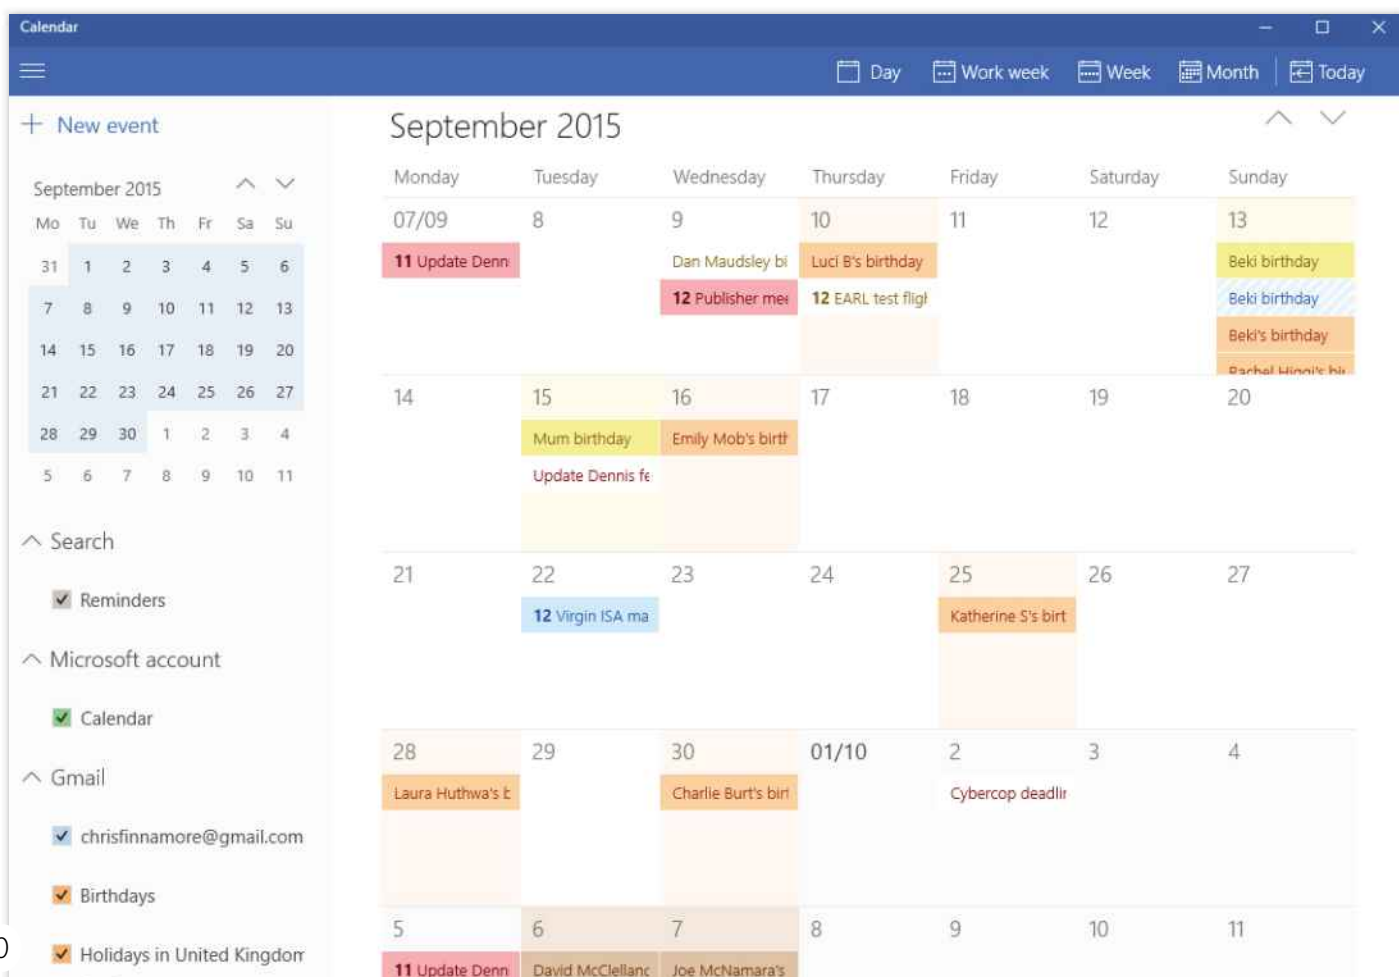 Calendar
Day Work week Week Month Today
New event
September 2015
Mo Tu We Th Fr Sa Su
31 1 2 3 4 5 6
7 8 9 10 11 12 13
14 15 16 17 18 19 20
21 22 23 24 25 26 27
28 29 30 1 2 3 4
5 6 7 8 9 10 11
Search
Reminders
Microsoft account
Calendar
Gmail
chrisfinnamore@gmail.com
Birthdays
Holidays in United Kingdom
September 2015
Monday Tuesday Wednesday Thursday Friday Saturday Sunday
07/09 8 9 10 11 12 13
11 Update Denn Dan Maudsley bi Luci B's birthday Beki birthday
12 Publisher mee 12 EARL test fligh Beki birthday
Beki's birthday
Rachel Higgi's bir
14 15 16 17 18 19 20
Mum birthday Emily Mob's birth
Update Dennis fe
21 22 23 24 25 26 27
12 Virgin ISA ma Katherine S's birt
28 29 30 01/10 2 3 4
Laura Huthwa's b Charlie Burt's birt Cybercop deadlin
5 6 7 8 9 10 11
11 Update Denn David McClelland Joe McNamara's